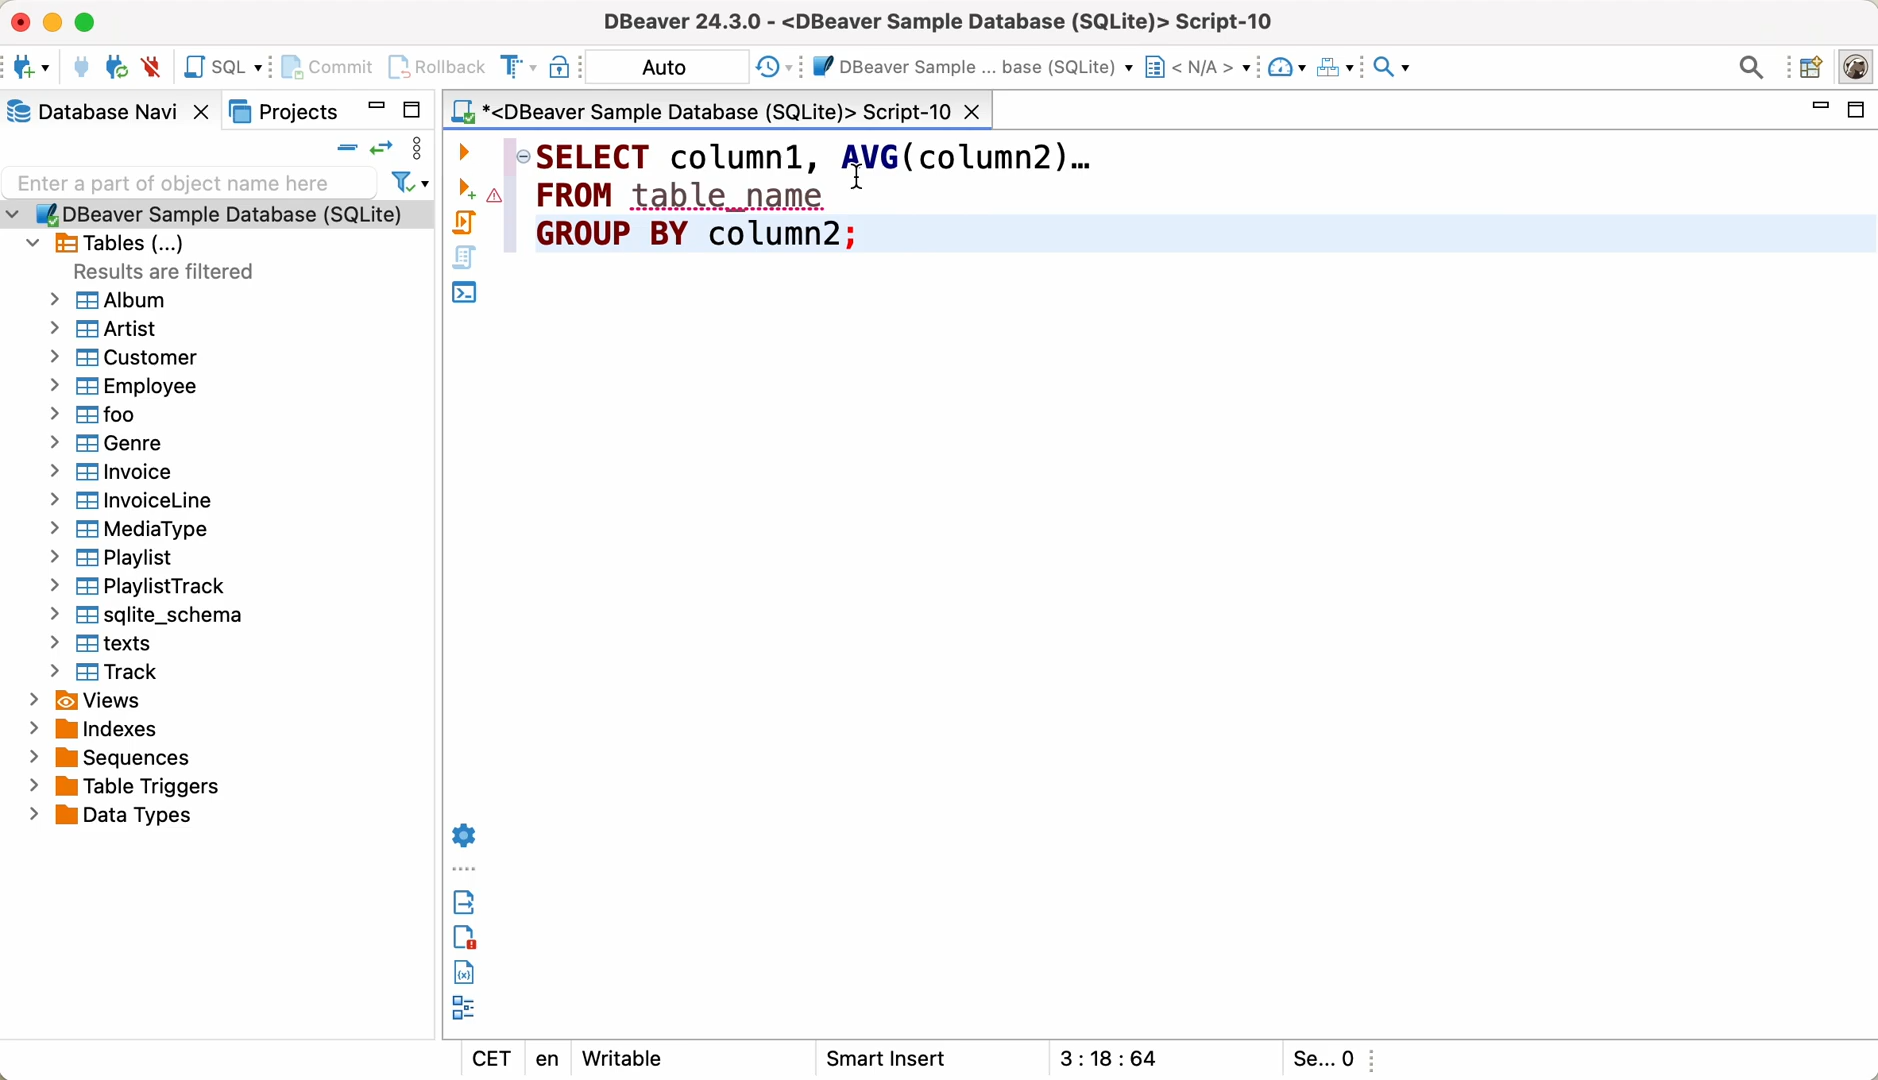 DBeaver 24.3.0 - <DBeaver Sample Database (SQLite)> Script-10
SQL Commit Rollback Auto DBeaver Sample ... base (SQLite) < N/A >
Database Navi Projects
*<DBeaver Sample Database (SQLite)> Script-10
Enter a part of object name here
DBeaver Sample Database (SQLite)
Tables (...)
Results are filtered
Album
Artist
Customer
Employee
foo
Genre
Invoice
InvoiceLine
MediaType
Playlist
PlaylistTrack
sqlite_schema
texts
Track
Views
Indexes
Sequences
Table Triggers
Data Types
SELECT column1, AVG(column2)…
FROM table_name
GROUP BY column2;
CET en Writable Smart Insert 3 : 18 : 64 Se... 0